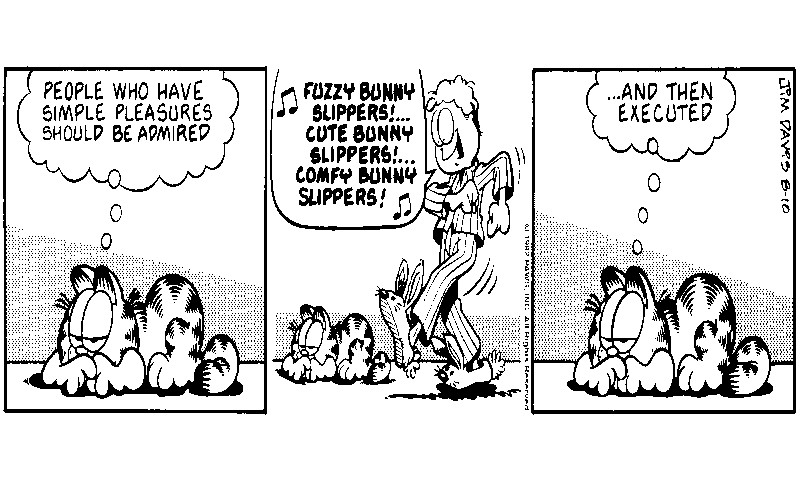 PEOPLE WHO HAVE
SIMPLE PLEASURES
SHOULD BE ADMIRED
FUZZY BUNNY
SLIPPERS!...
CUTE BUNNY
SLIPPERS!...
COMFY BUNNY
SLIPPERS!
...AND THEN
EXECUTED
JIM DAVIS 8-10